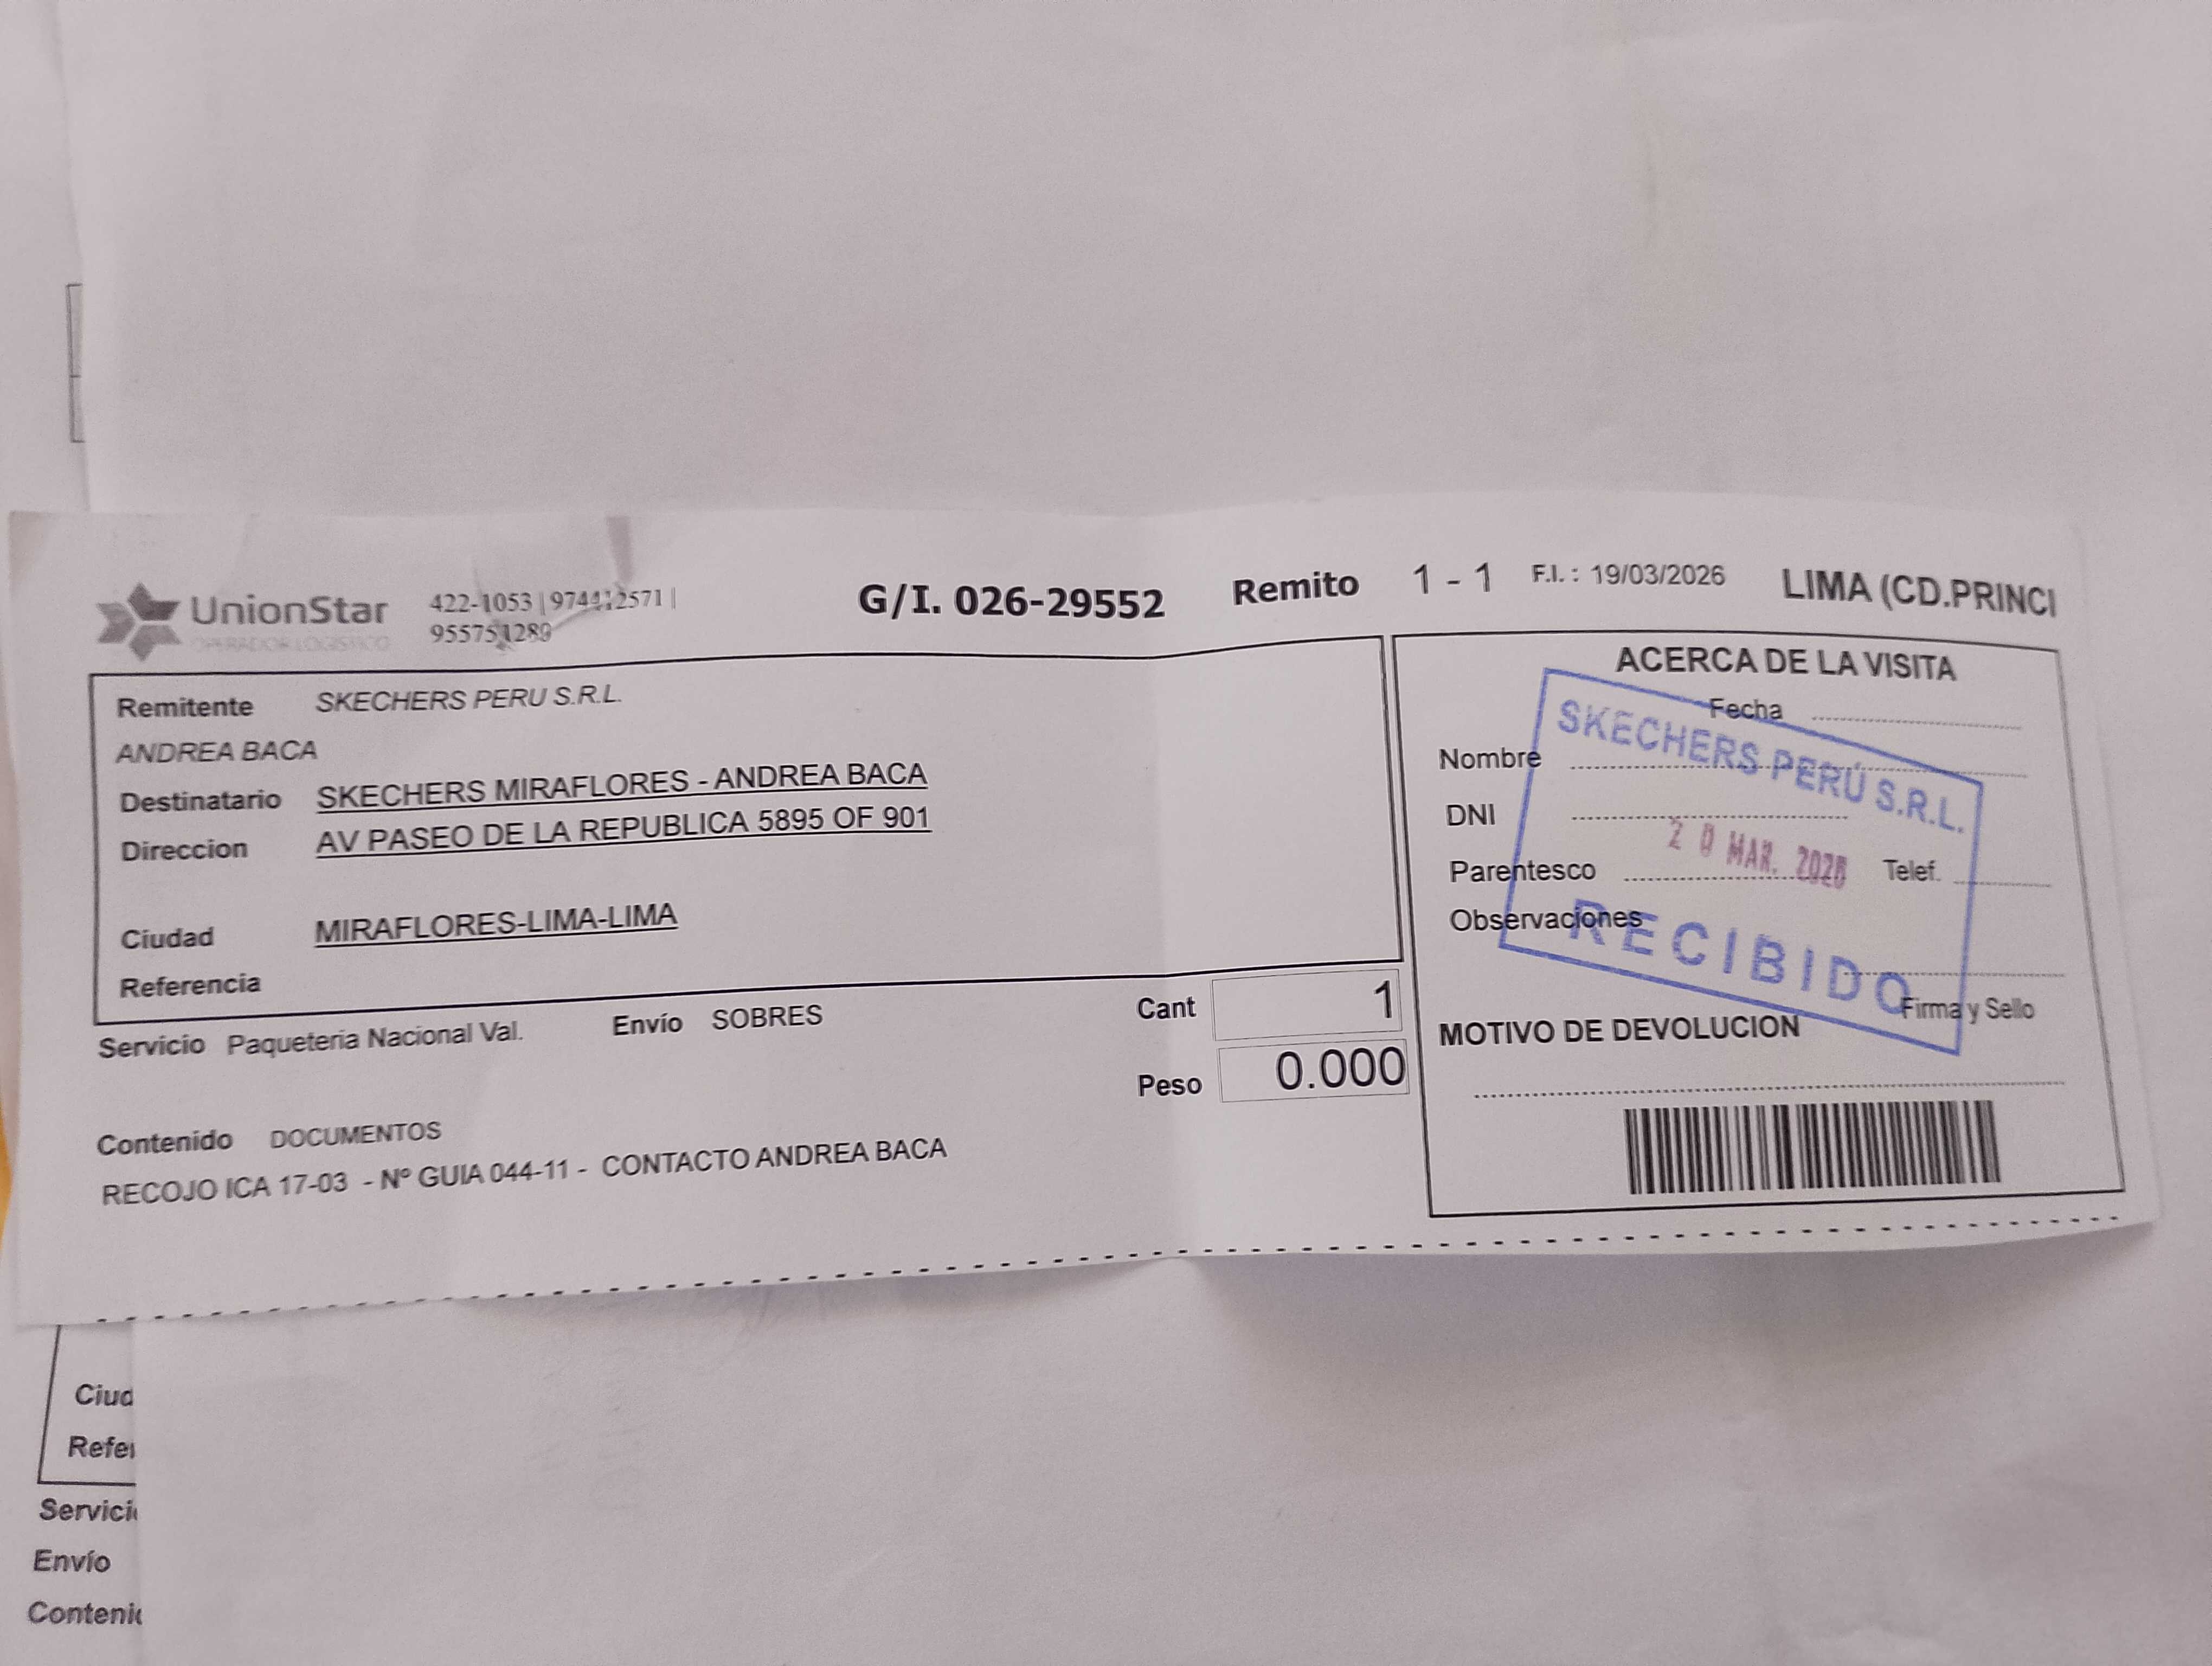 UnionStar
OPERADOR LOGISTICO
422-1053 | 974412571 |
955751289
G/I. 026-29552
Remito 1 - 1
F.I. : 19/03/2026
LIMA (CD.PRINCI
Remitente SKECHERS PERU S.R.L.
ANDREA BACA
Destinatario SKECHERS MIRAFLORES - ANDREA BACA
Direccion AV PASEO DE LA REPUBLICA 5895 OF 901
Ciudad MIRAFLORES-LIMA-LIMA
Referencia
Servicio Paqueteria Nacional Val. Envío SOBRES
Cant 1
Peso 0.000
Contenido DOCUMENTOS
RECOJO ICA 17-03 - Nº GUIA 044-11 - CONTACTO ANDREA BACA
ACERCA DE LA VISITA
Fecha
Nombre
DNI
Parentesco Telef.
Observaciones
Firma y Sello
MOTIVO DE DEVOLUCION
SKECHERS PERÚ S.R.L.
20 MAR. 2026
RECIBIDO
Ciud
Refer
Servici
Envío
Conteni